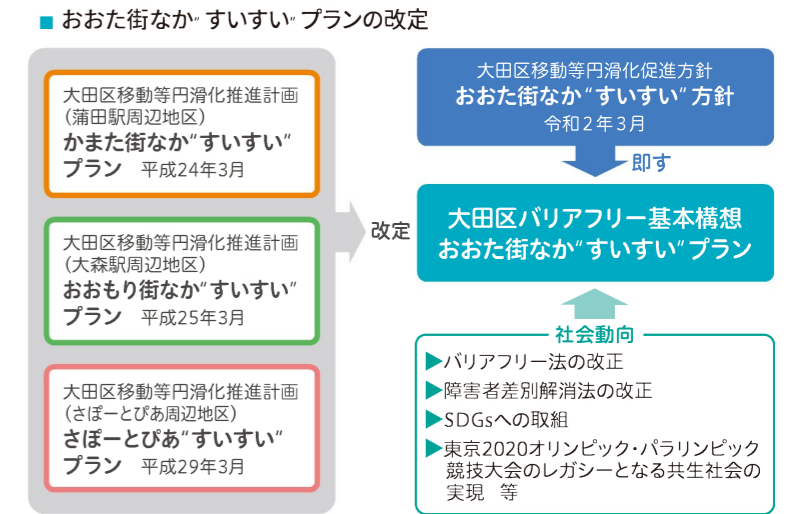 ■ おおた街なか“すいすい”プランの改定
大田区移動等円滑化推進計画
(蒲田駅周辺地区)
かまた街なか“すいすい”
プラン 平成24年3月
大田区移動等円滑化推進計画
(大森駅周辺地区)
おおもり街なか“すいすい”
プラン 平成25年3月
大田区移動等円滑化推進計画
(さぽーとぴあ周辺地区)
さぽーとぴあ“すいすい”
プラン 平成29年3月
改定
大田区移動等円滑化促進方針
おおた街なか“すいすい”方針
令和2年3月
即す
大田区バリアフリー基本構想
おおた街なか“すいすい”プラン
社会動向
▶バリアフリー法の改正
▶障害者差別解消法の改正
▶SDGsへの取組
▶東京2020オリンピック・パラリンピック
競技大会のレガシーとなる共生社会の
実現 等